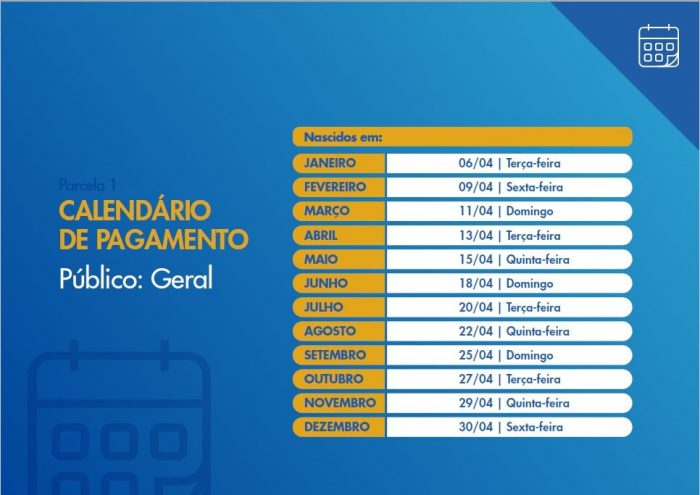 Parcela 1
CALENDÁRIO
DE PAGAMENTO
Público: Geral
Nascidos em:
JANEIRO 06/04 | Terça-feira
FEVEREIRO 09/04 | Sexta-feira
MARÇO 11/04 | Domingo
ABRIL 13/04 | Terça-feira
MAIO 15/04 | Quinta-feira
JUNHO 18/04 | Domingo
JULHO 20/04 | Terça-feira
AGOSTO 22/04 | Quinta-feira
SETEMBRO 25/04 | Domingo
OUTUBRO 27/04 | Terça-feira
NOVEMBRO 29/04 | Quinta-feira
DEZEMBRO 30/04 | Sexta-feira